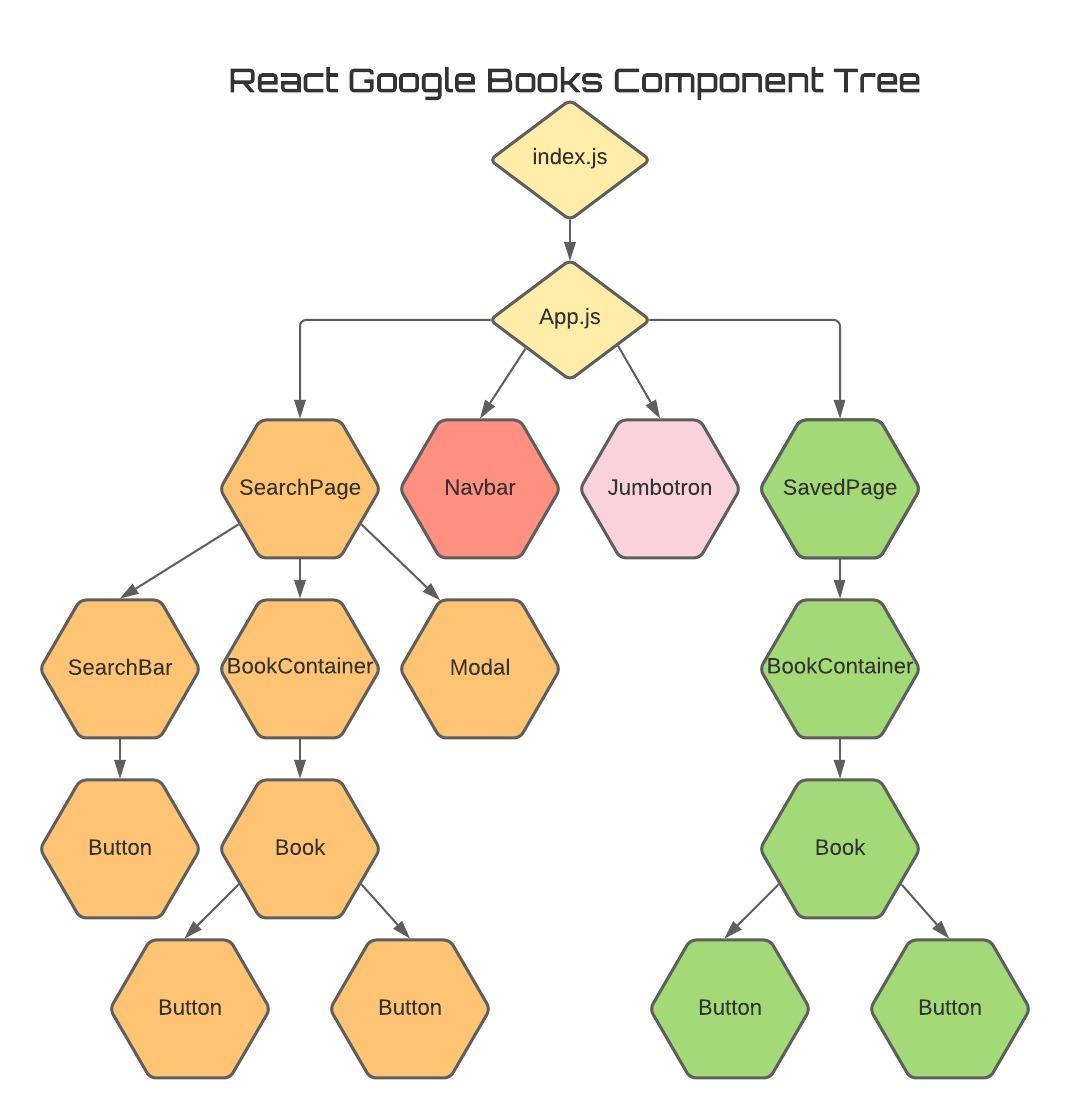 React Google Books Component Tree
index.js
App.js
SearchPage
Navbar
Jumbotron
SavedPage
SearchBar
BookContainer
Modal
BookContainer
Button
Book
Book
Button
Button
Button
Button